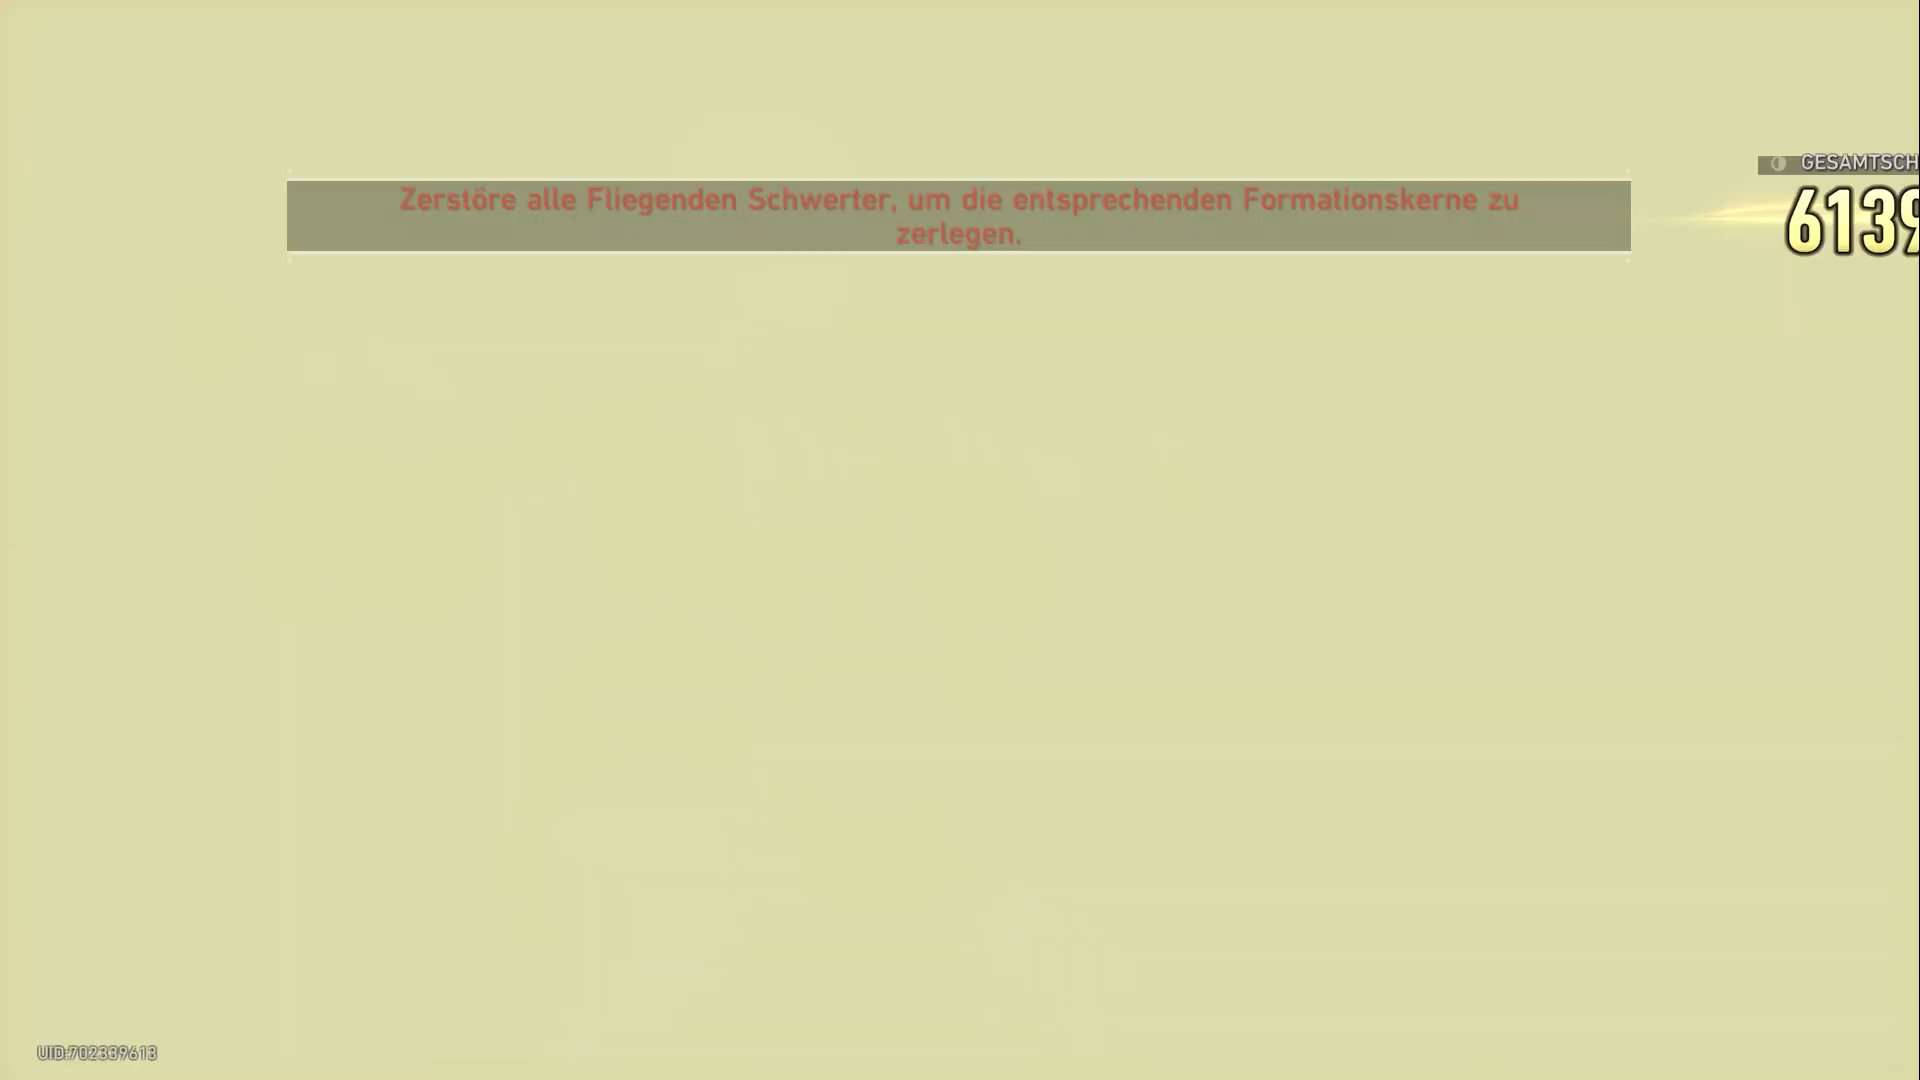 GESAMTSCH
Zerstöre alle Fliegenden Schwerter, um die entsprechenden Formationskerne zu
zerlegen.
6139
UID:702339613